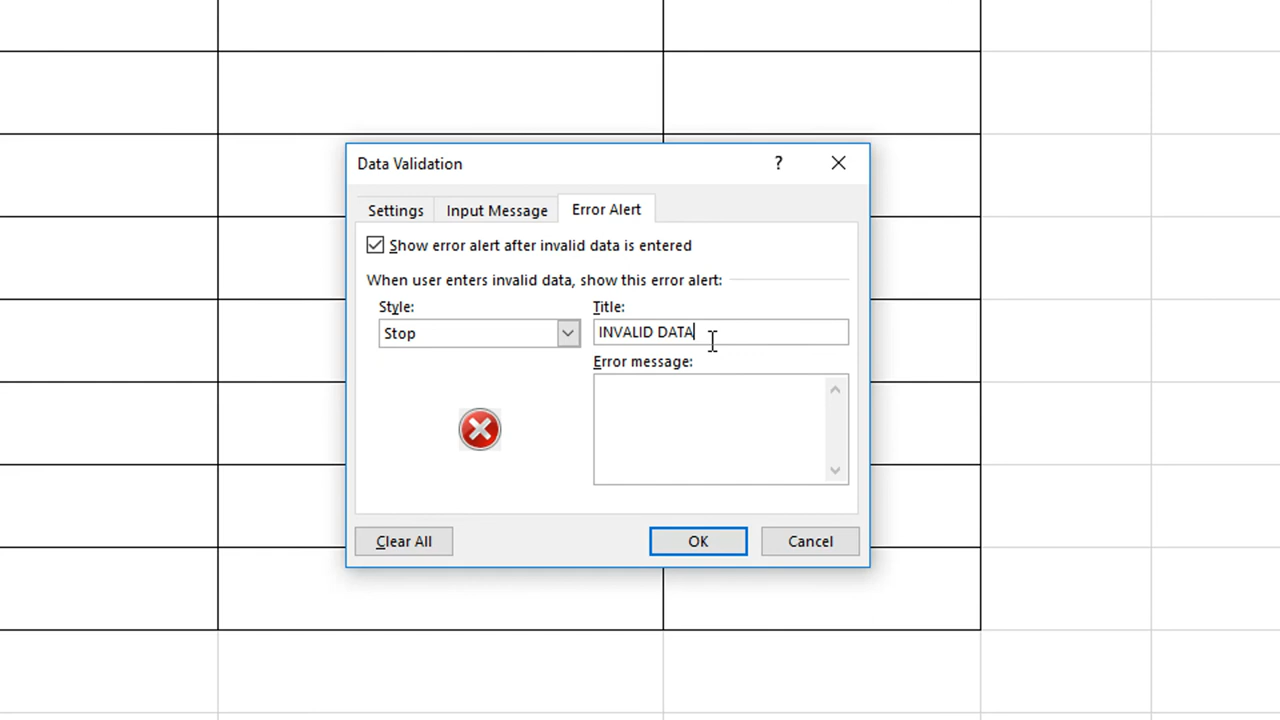 Data Validation ?
Settings Input Message Error Alert
Show error alert after invalid data is entered
When user enters invalid data, show this error alert:
Style: Title:
Stop INVALID DATA
Error message:
Clear All OK Cancel